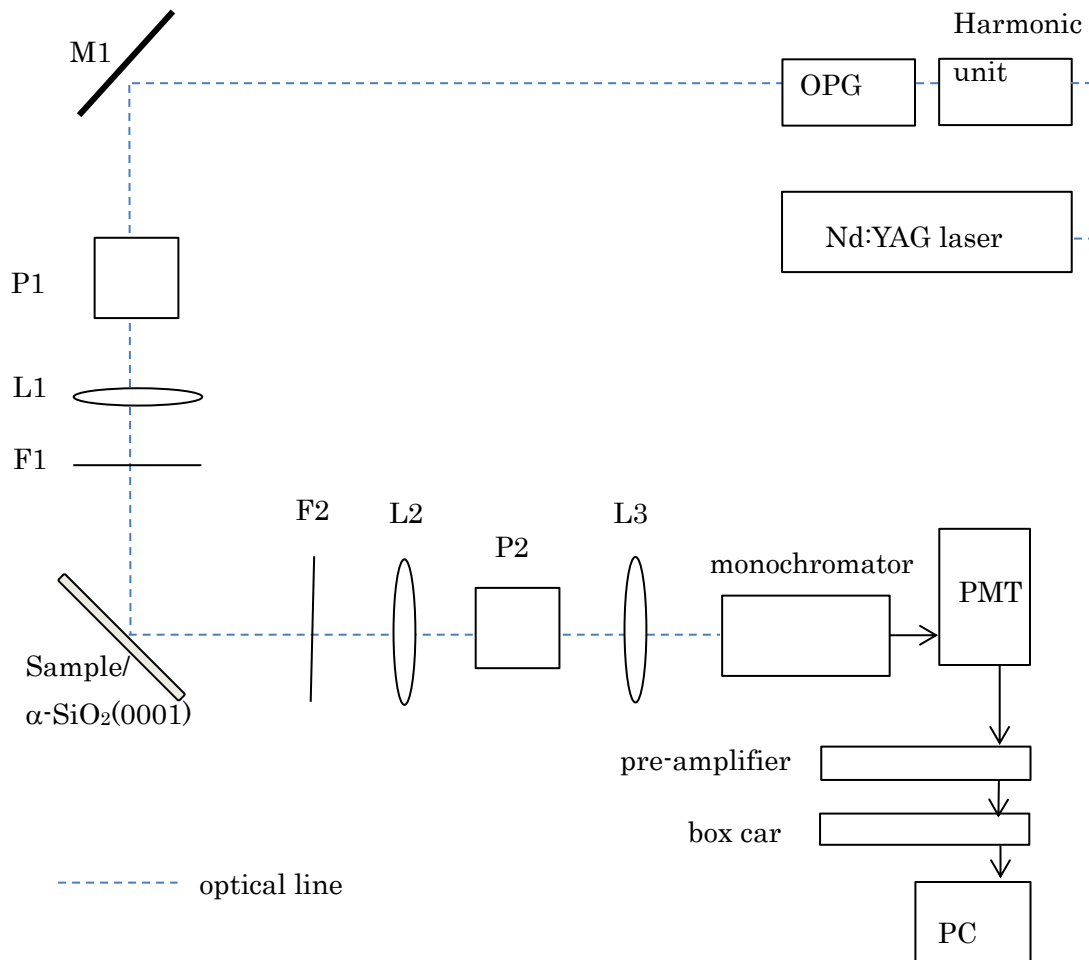 Harmonic
unit
M1
OPG
Nd:YAG laser
P1
L1
F1
F2
L2
P2
L3
monochromator
PMT
Sample/
α-SiO₂(0001)
pre-amplifier
box car
optical line
PC